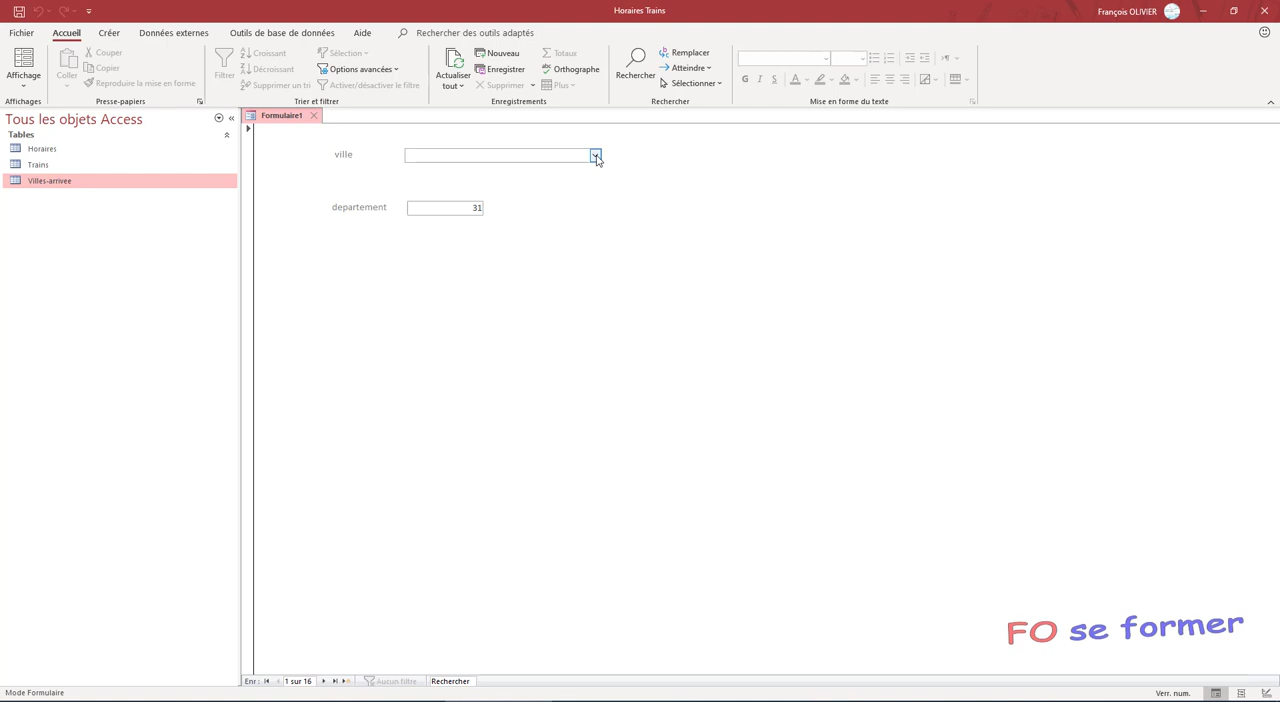 Horaires Trains
François OLIVIER
Fichier Accueil Créer Données externes Outils de base de données Aide Rechercher des outils adaptés
Affichage
Affichages
Coller
Couper
Copier
Reproduire la mise en forme
Presse-papiers
Filtrer
Croissant
Décroissant
Supprimer un tri
Sélection
Options avancées
Activer/désactiver le filtre
Trier et filtrer
Actualiser
tout
Nouveau
Enregistrer
Supprimer
Totaux
Orthographe
Plus
Enregistrements
Rechercher
Remplacer
Atteindre
Sélectionner
Rechercher
G I S
Mise en forme du texte
Tous les objets Access
Tables
Horaires
Trains
Villes-arrivee
Formulaire1
ville
departement 31
FO se former
Enr : 1 sur 16 Aucun filtre Rechercher
Mode Formulaire
Verr. num.